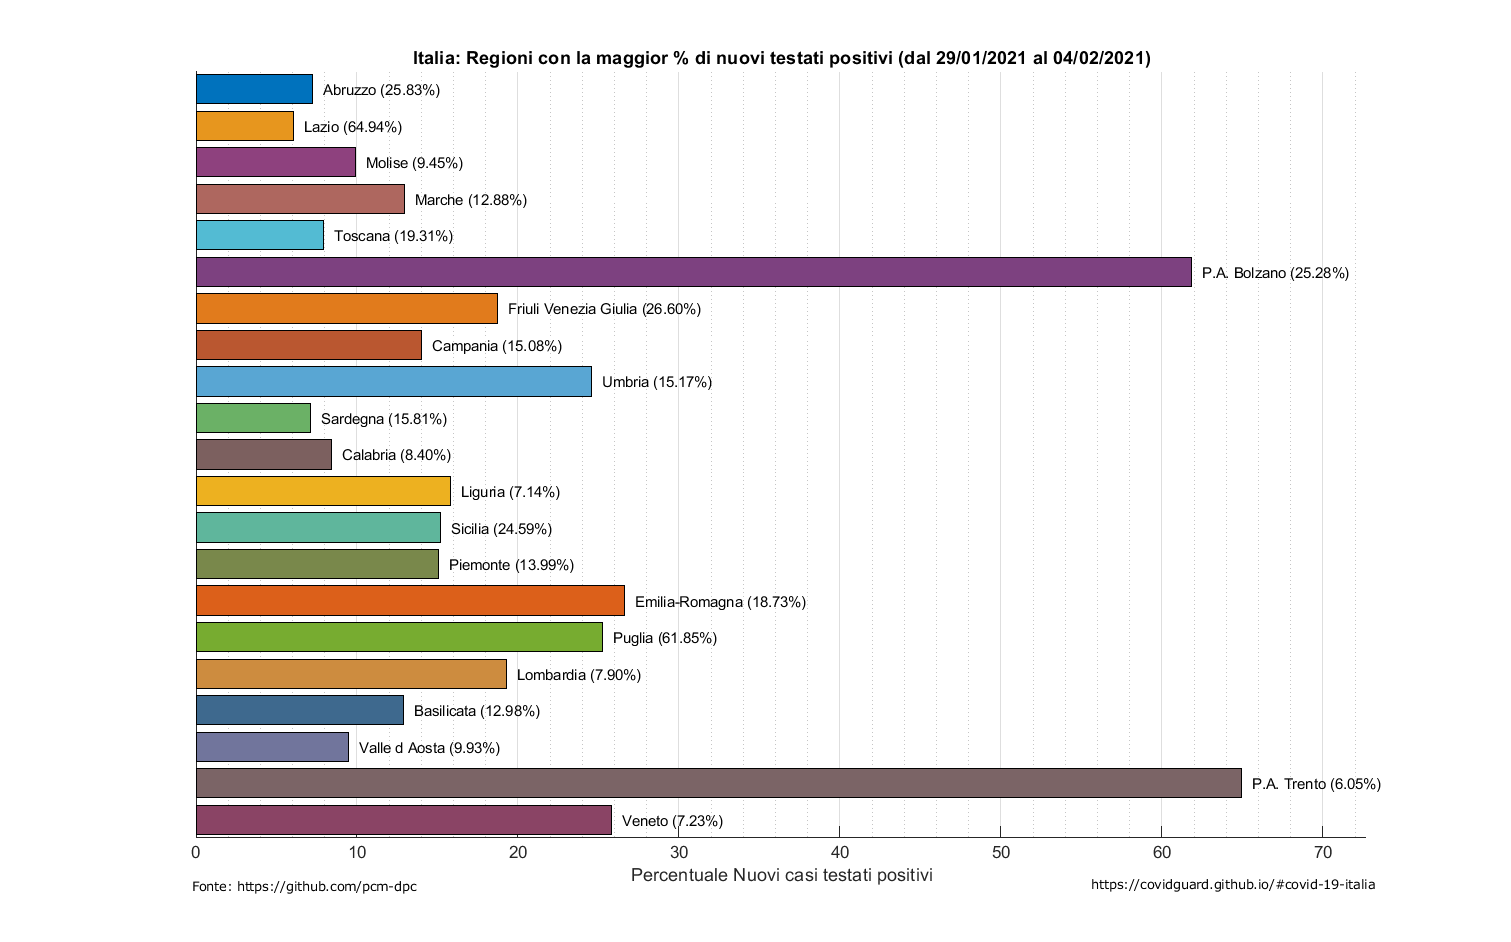 Italia: Regioni con la maggior % di nuovi testati positivi (dal 29/01/2021 al 04/02/2021)
Abruzzo (25.83%)
Lazio (64.94%)
Molise (9.45%)
Marche (12.88%)
Toscana (19.31%)
P.A. Bolzano (25.28%)
Friuli Venezia Giulia (26.60%)
Campania (15.08%)
Umbria (15.17%)
Sardegna (15.81%)
Calabria (8.40%)
Liguria (7.14%)
Sicilia (24.59%)
Piemonte (13.99%)
Emilia-Romagna (18.73%)
Puglia (61.85%)
Lombardia (7.90%)
Basilicata (12.98%)
Valle d Aosta (9.93%)
P.A. Trento (6.05%)
Veneto (7.23%)
0 10 20 30 40 50 60 70
Percentuale Nuovi casi testati positivi
Fonte: https://github.com/pcm-dpc
https://covidguard.github.io/#covid-19-italia